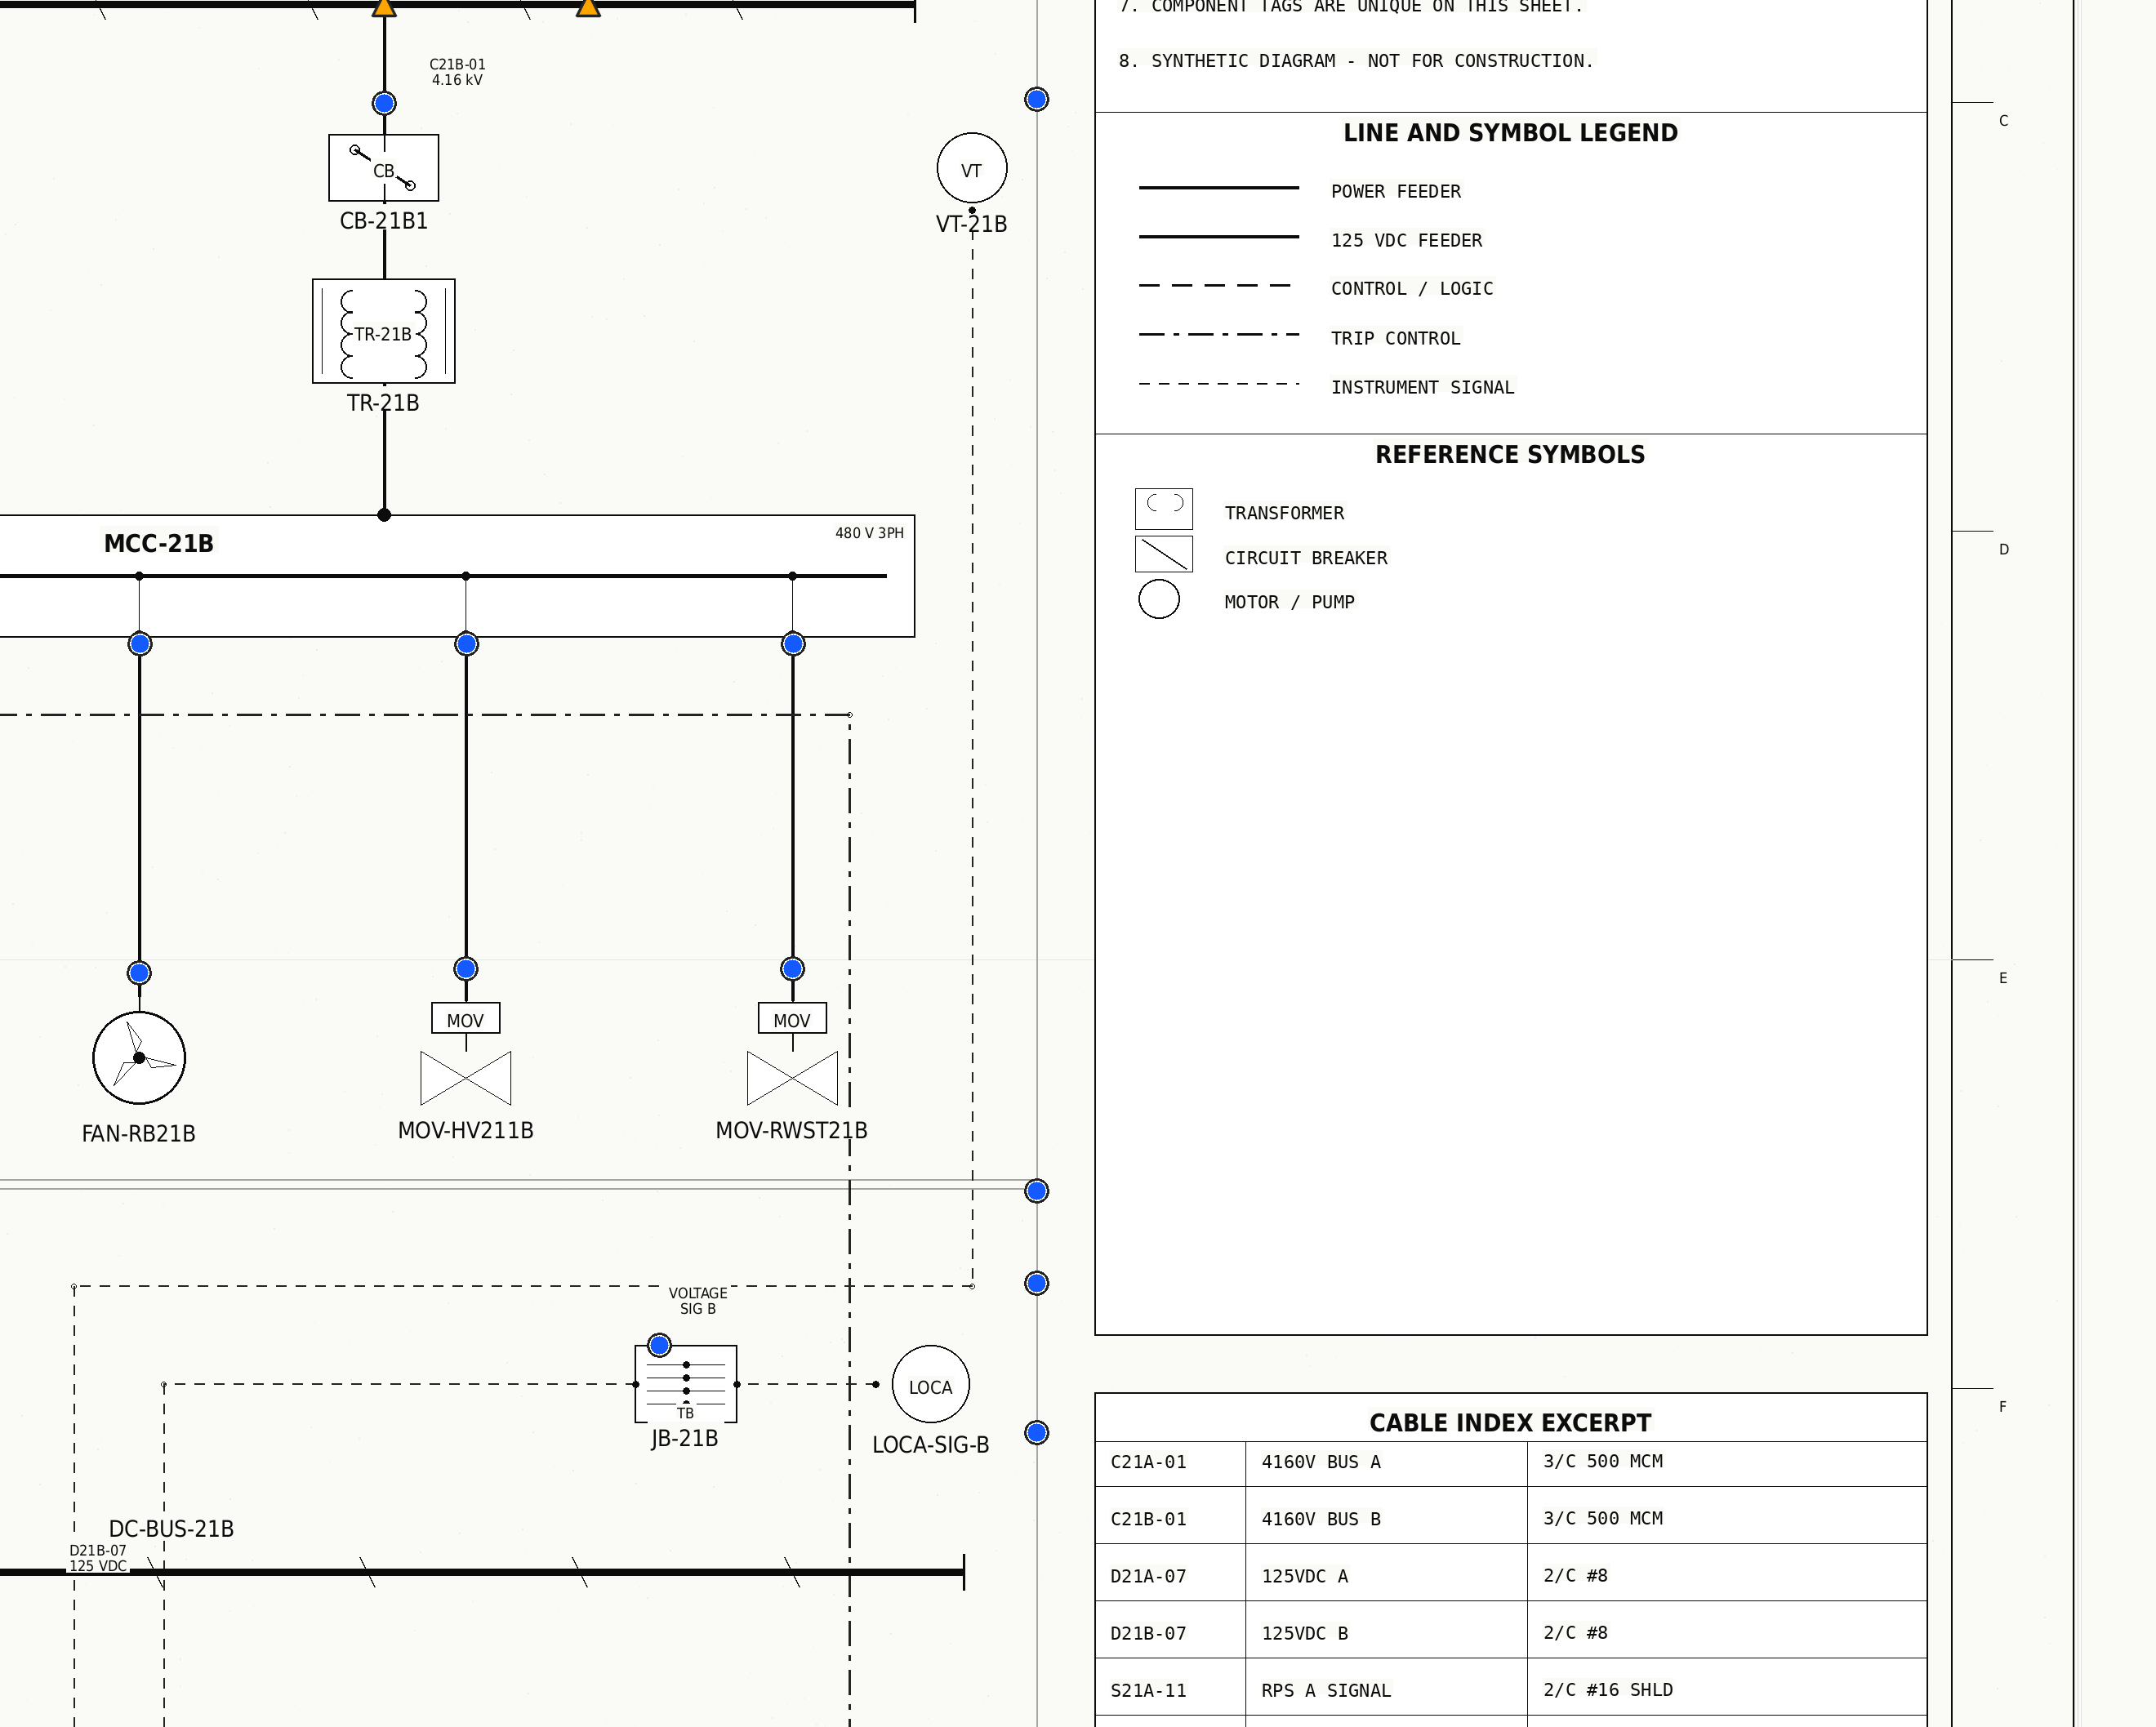 7. COMPONENT TAGS ARE UNIQUE ON THIS SHEET.
8. SYNTHETIC DIAGRAM - NOT FOR CONSTRUCTION.
C21B-01
4.16 kV
CB
CB-21B1
VT
VT-21B
TR-21B
TR-21B
MCC-21B
480 V 3PH
MOV
MOV
FAN-RB21B
MOV-HV211B
MOV-RWST21B
VOLTAGE
SIG B
TB
JB-21B
LOCA
LOCA-SIG-B
DC-BUS-21B
D21B-07
125 VDC
LINE AND SYMBOL LEGEND
POWER FEEDER
125 VDC FEEDER
CONTROL / LOGIC
TRIP CONTROL
INSTRUMENT SIGNAL
REFERENCE SYMBOLS
TRANSFORMER
CIRCUIT BREAKER
MOTOR / PUMP
CABLE INDEX EXCERPT
C21A-01 4160V BUS A 3/C 500 MCM
C21B-01 4160V BUS B 3/C 500 MCM
D21A-07 125VDC A 2/C #8
D21B-07 125VDC B 2/C #8
S21A-11 RPS A SIGNAL 2/C #16 SHLD
C
D
E
F